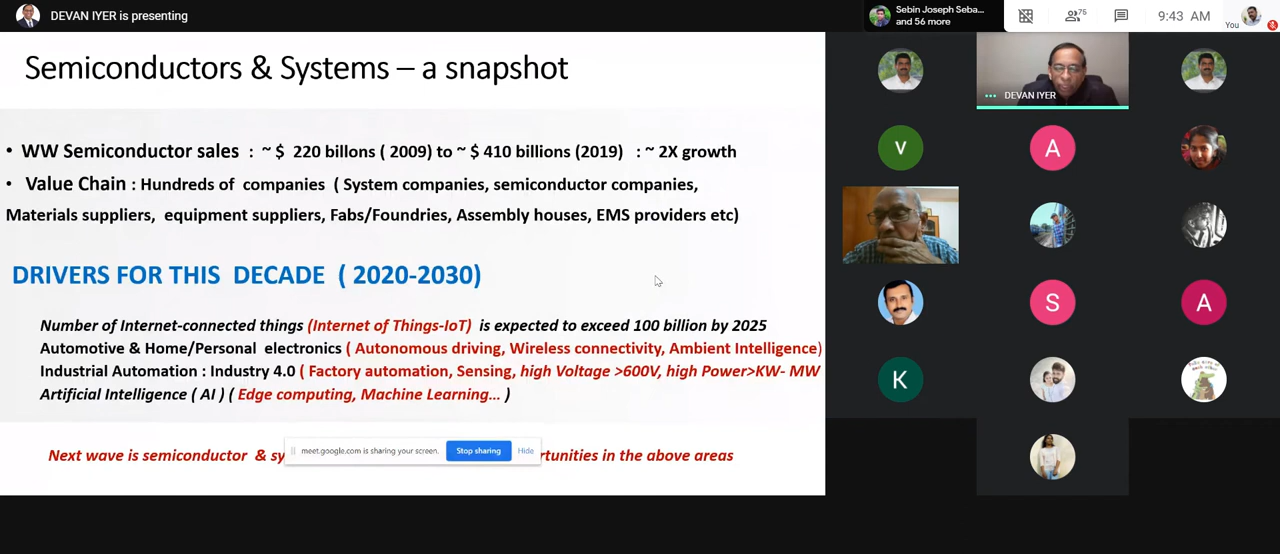 DEVAN IYER is presenting
Sebin Joseph Seba...
and 56 more
75
9:43 AM
You
Semiconductors & Systems – a snapshot
• WW Semiconductor sales : ~ $ 220 billons ( 2009) to ~ $ 410 billions (2019) : ~ 2X growth
• Value Chain : Hundreds of companies ( System companies, semiconductor companies,
Materials suppliers, equipment suppliers, Fabs/Foundries, Assembly houses, EMS providers etc)
DRIVERS FOR THIS DECADE ( 2020-2030)
Number of Internet-connected things (Internet of Things-IoT) is expected to exceed 100 billion by 2025
Automotive & Home/Personal electronics ( Autonomous driving, Wireless connectivity, Ambient Intelligence)
Industrial Automation : Industry 4.0 ( Factory automation, Sensing, high Voltage >600V, high Power>KW- MW
Artificial Intelligence ( AI ) ( Edge computing, Machine Learning... )
Next wave is semiconductor & in the above areas
meet.google.com is sharing your screen. Stop sharing Hide
DEVAN IYER
V
A
S
A
K